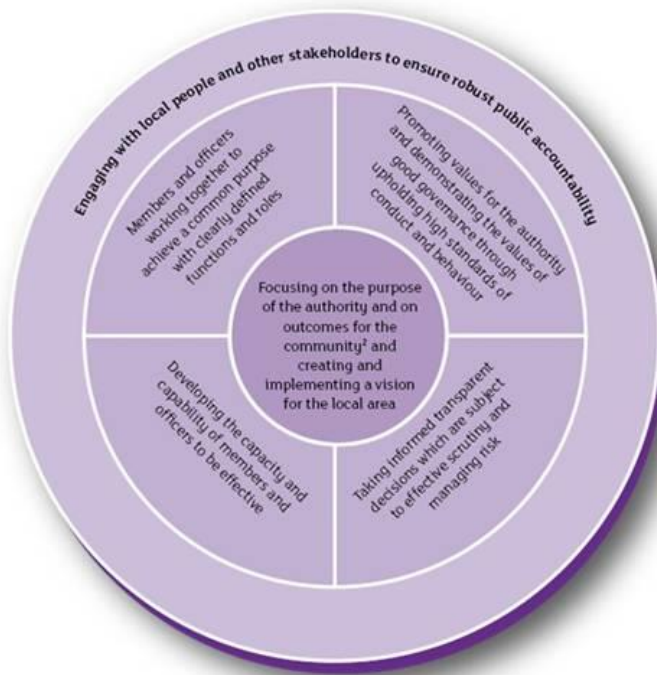 Engaging with local people and other stakeholders to ensure robust public accountability
Members and officers
working together to
achieve a common purpose
with clearly defined
functions and roles
Promoting values for the authority
and demonstrating the values of
good governance through
upholding high standards of
conduct and behaviour
Focusing on the purpose
of the authority and on
outcomes for the
community² and
creating and
implementing a vision
for the local area
Developing the capacity and
capability of members and
officers to be effective
Taking informed transparent
decisions which are subject
to effective scrutiny and
managing risk